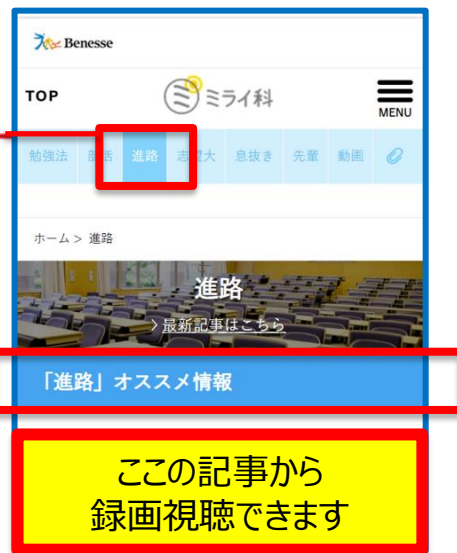 Benesse
TOP ミライ科 MENU
勉強法 部活 進路 志望大 息抜き 先輩 動画
ホーム > 進路
進路
> 最新記事はこちら
「進路」オススメ情報
ここの記事から
録画視聴できます